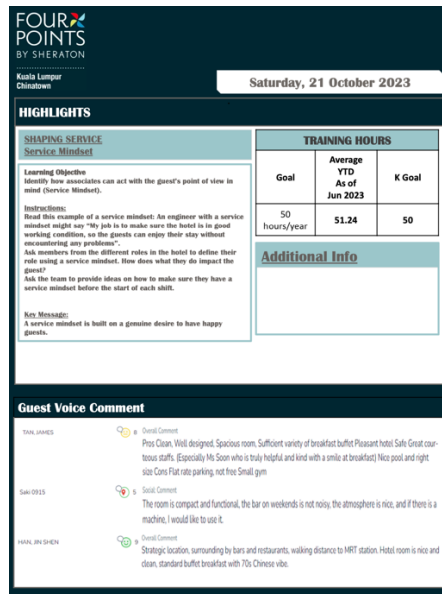 FOUR
POINTS
BY SHERATON
Kuala Lumpur
Chinatown
Saturday, 21 October 2023
HIGHLIGHTS
SHAPING SERVICE
Service Mindset
Learning Objective
Identify how associates can act with the guest's point of view in
mind (Service Mindset).
Instructions:
Read this example of a service mindset: An engineer with a service
mindset might say "My job is to make sure the hotel is in good
working condition, so the guests can enjoy their stay without
encountering any problems".
Ask members from the different roles in the hotel to define their
role using a service mindset. How does what they do impact the
guest?
Ask the team to provide ideas on how to make sure they have a
service mindset before the start of each shift.
Key Message:
A service mindset is built on a genuine desire to have happy
guests.
TRAINING HOURS
Goal
Average
YTD
As of
Jun 2023
K Goal
50
hours/year
51.24
50
Additional Info
Guest Voice Comment
TAN, JAMES
8
Overall Comment
Pros Clean, Well designed, Spacious room, Sufficient variety of breakfast buffet Pleasant hotel Safe Great cour-
teous staffs. (Especially Ms Soon who is truly helpful and kind with a smile at breakfast) Nice pool and right
size Cons Flat rate parking, not free Small gym
Saki 0915
5
Social: Comment
The room is compact and functional, the bar on weekends is not noisy, the atmosphere is nice, and if there is a
machine, I would like to use it.
HAN, JIN SHEN
9
Overall Comment
Strategic location, surrounding by bars and restaurants, walking distance to MRT station. Hotel room is nice and
clean, standard buffet breakfast with 70s Chinese vibe.